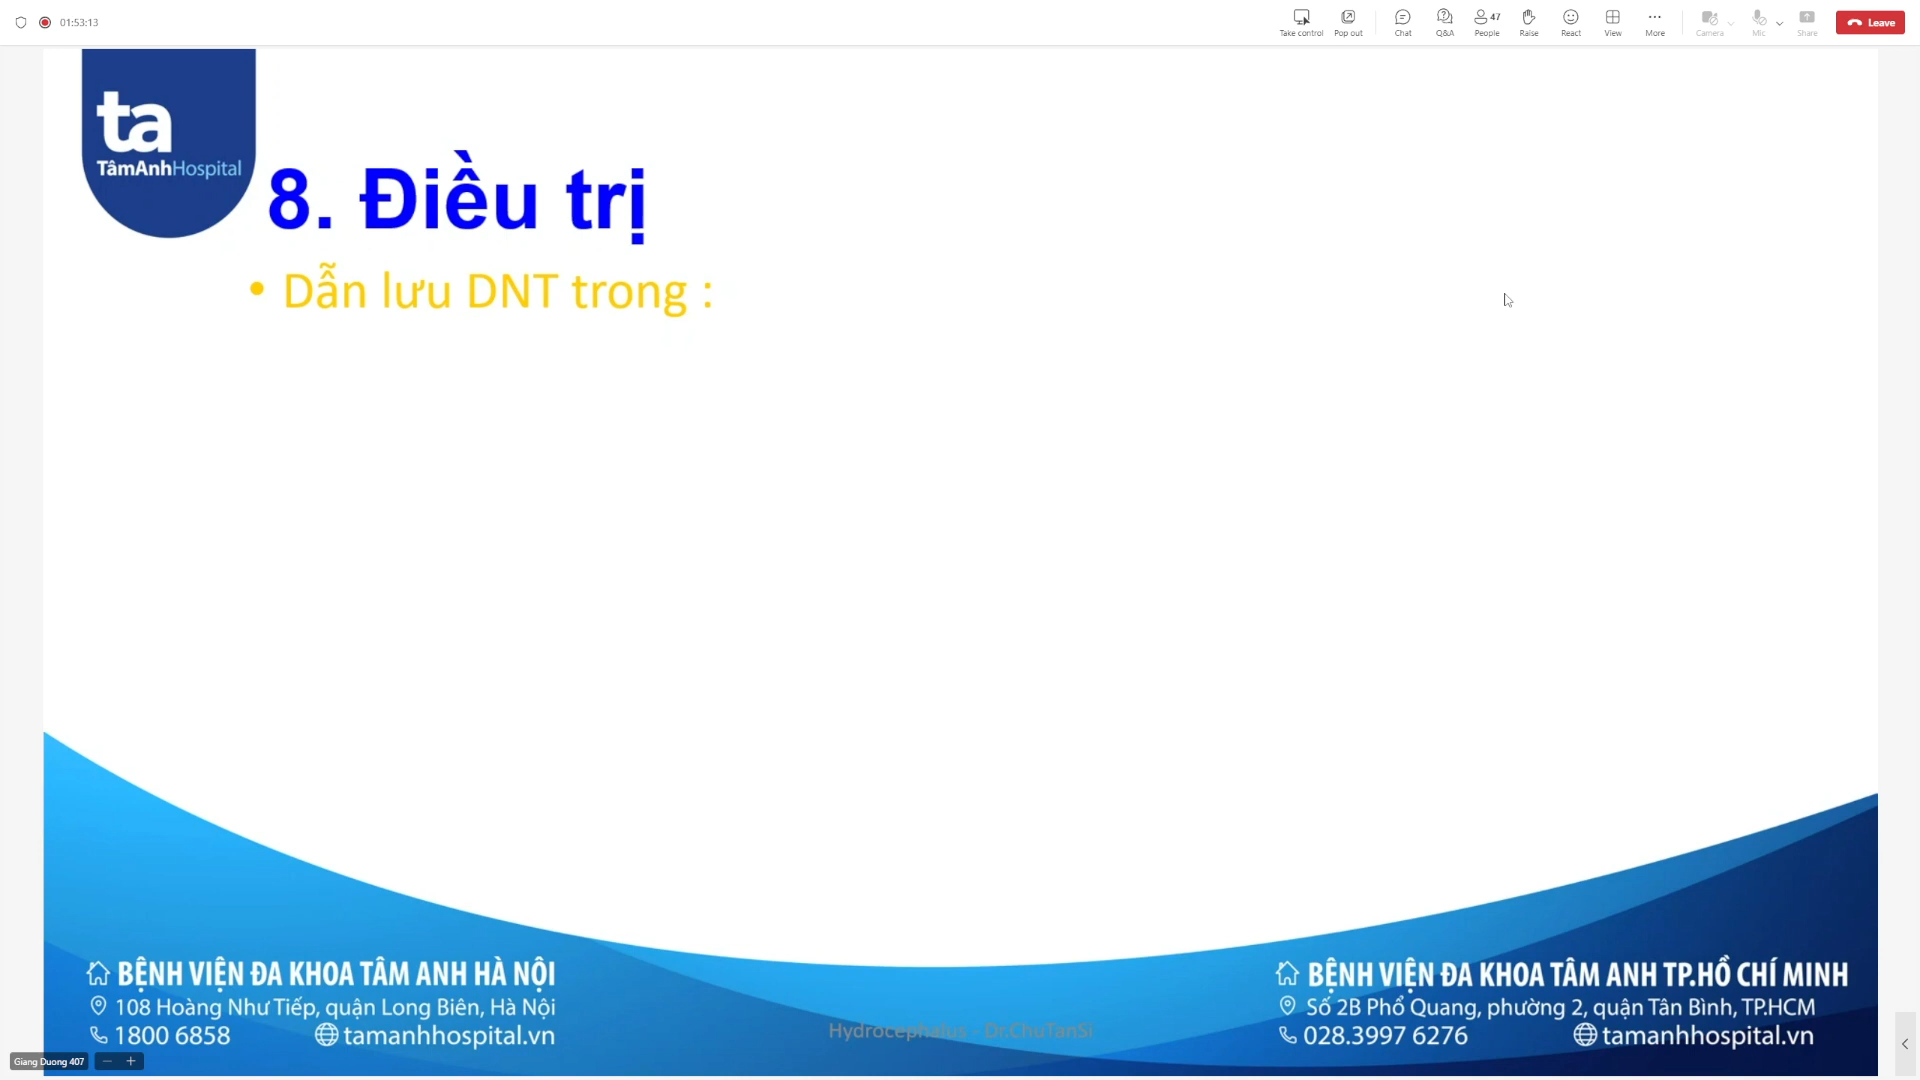 01:53:13
Take control
Pop out
Chat
Q&A
47
People
Raise
React
View
More
Camera
Mic
Share
Leave
ta
TâmAnhHospital
8. Điều trị
• Dẫn lưu DNT trong :
BỆNH VIỆN ĐA KHOA TÂM ANH HÀ NỘI
108 Hoàng Như Tiếp, quận Long Biên, Hà Nội
1800 6858
tamanhhospital.vn
Hydrocephalus - Dr.ChuTanSi
BỆNH VIỆN ĐA KHOA TÂM ANH TP.HỒ CHÍ MINH
Số 2B Phổ Quang, phường 2, quận Tân Bình, TP.HCM
028.3997 6276
tamanhhospital.vn
Giang Duong 407